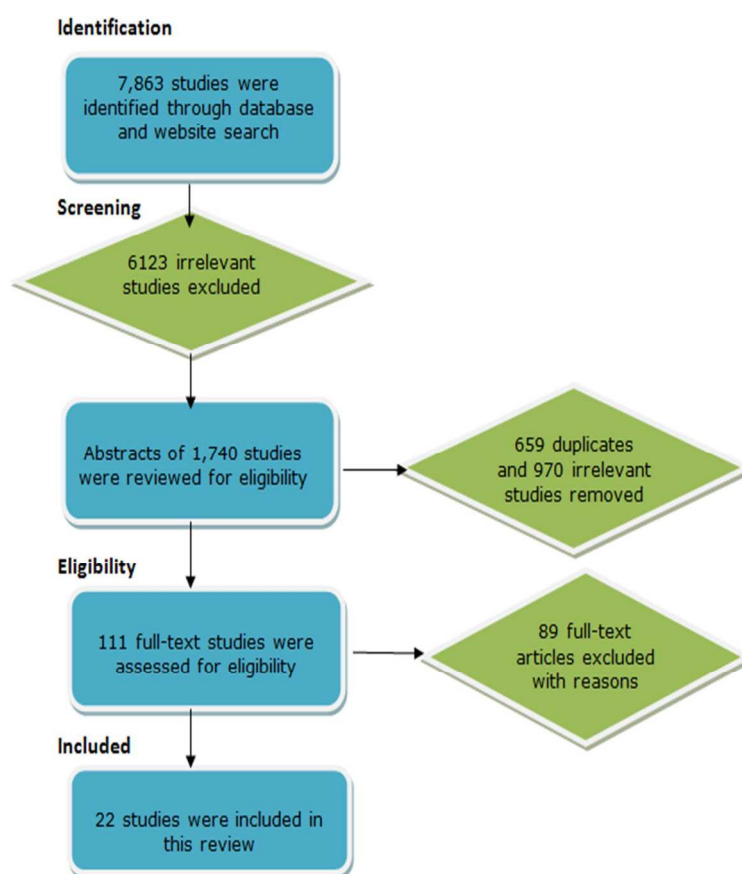 Identification
7,863 studies were
identified through database
and website search
Screening
6123 irrelevant
studies excluded
Abstracts of 1,740 studies
were reviewed for eligibility
659 duplicates
and 970 irrelevant
studies removed
Eligibility
111 full-text studies were
assessed for eligibility
89 full-text
articles excluded
with reasons
Included
22 studies were included in
this review